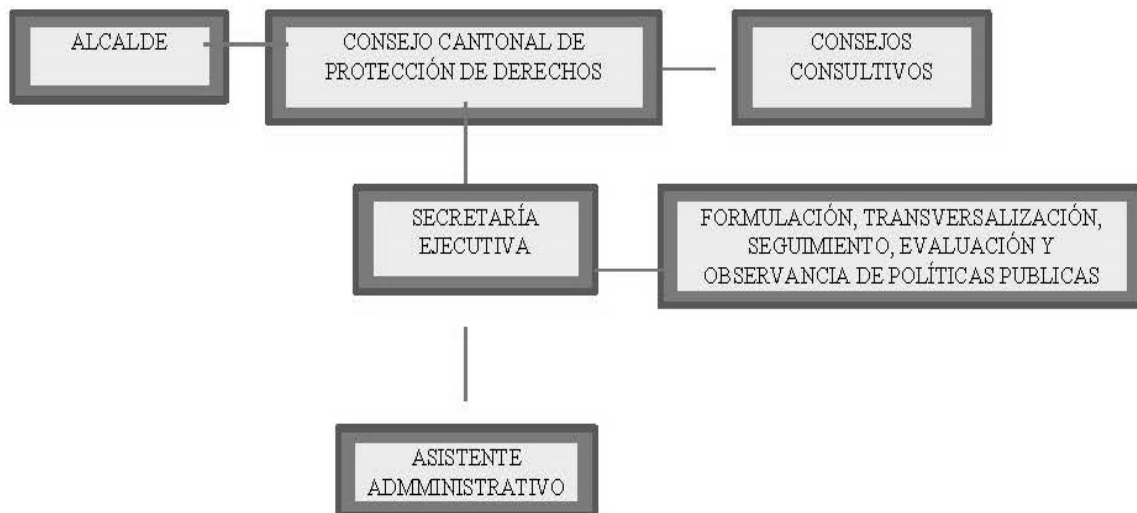 ALCALDE
CONSEJO CANTONAL DE
PROTECCIÓN DE DERECHOS
CONSEJOS
CONSULTIVOS
SECRETARÍA
EJECUTIVA
FORMULACIÓN, TRANSVERSALIZACIÓN,
SEGUIMIENTO, EVALUACIÓN Y
OBSERVANCIA DE POLÍTICAS PUBLICAS
ASISTENTE
ADMMINISTRATIVO